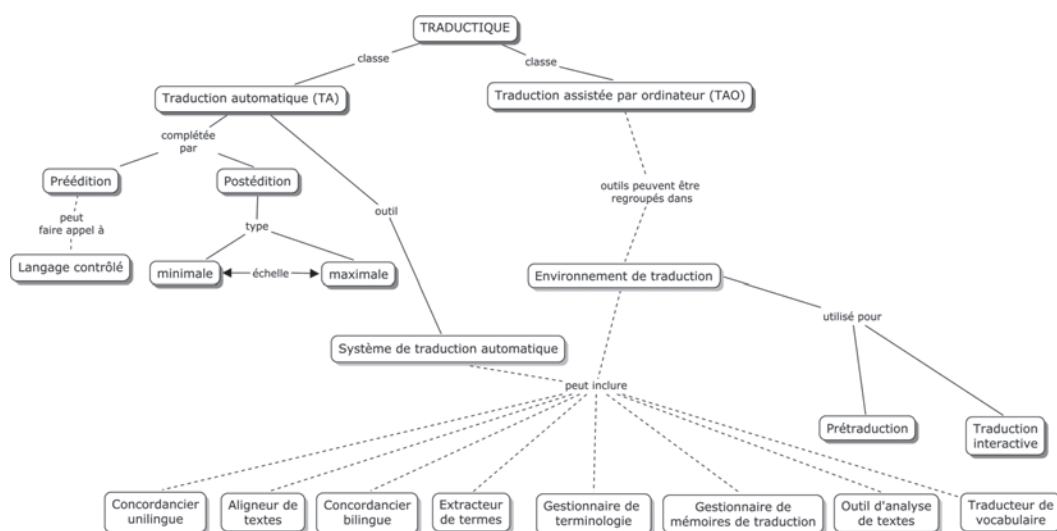 TRADUCTIQUE
classe
classe
Traduction automatique (TA)
Traduction assistée par ordinateur (TAO)
complétée
par
Préédition
Postédition
outils peuvent être
regroupés dans
outil
peut
faire appel à
type
Langage contrôlé
minimale
échelle
maximale
Environnement de traduction
utilisé pour
Système de traduction automatique
peut inclure
Prétraduction
Traduction
interactive
Concordancier
unilingue
Aligneur de
textes
Concordancier
bilingue
Extracteur
de termes
Gestionnaire de
terminologie
Gestionnaire de
mémoires de traduction
Outil d'analyse
de textes
Traducteur de
vocabulaire